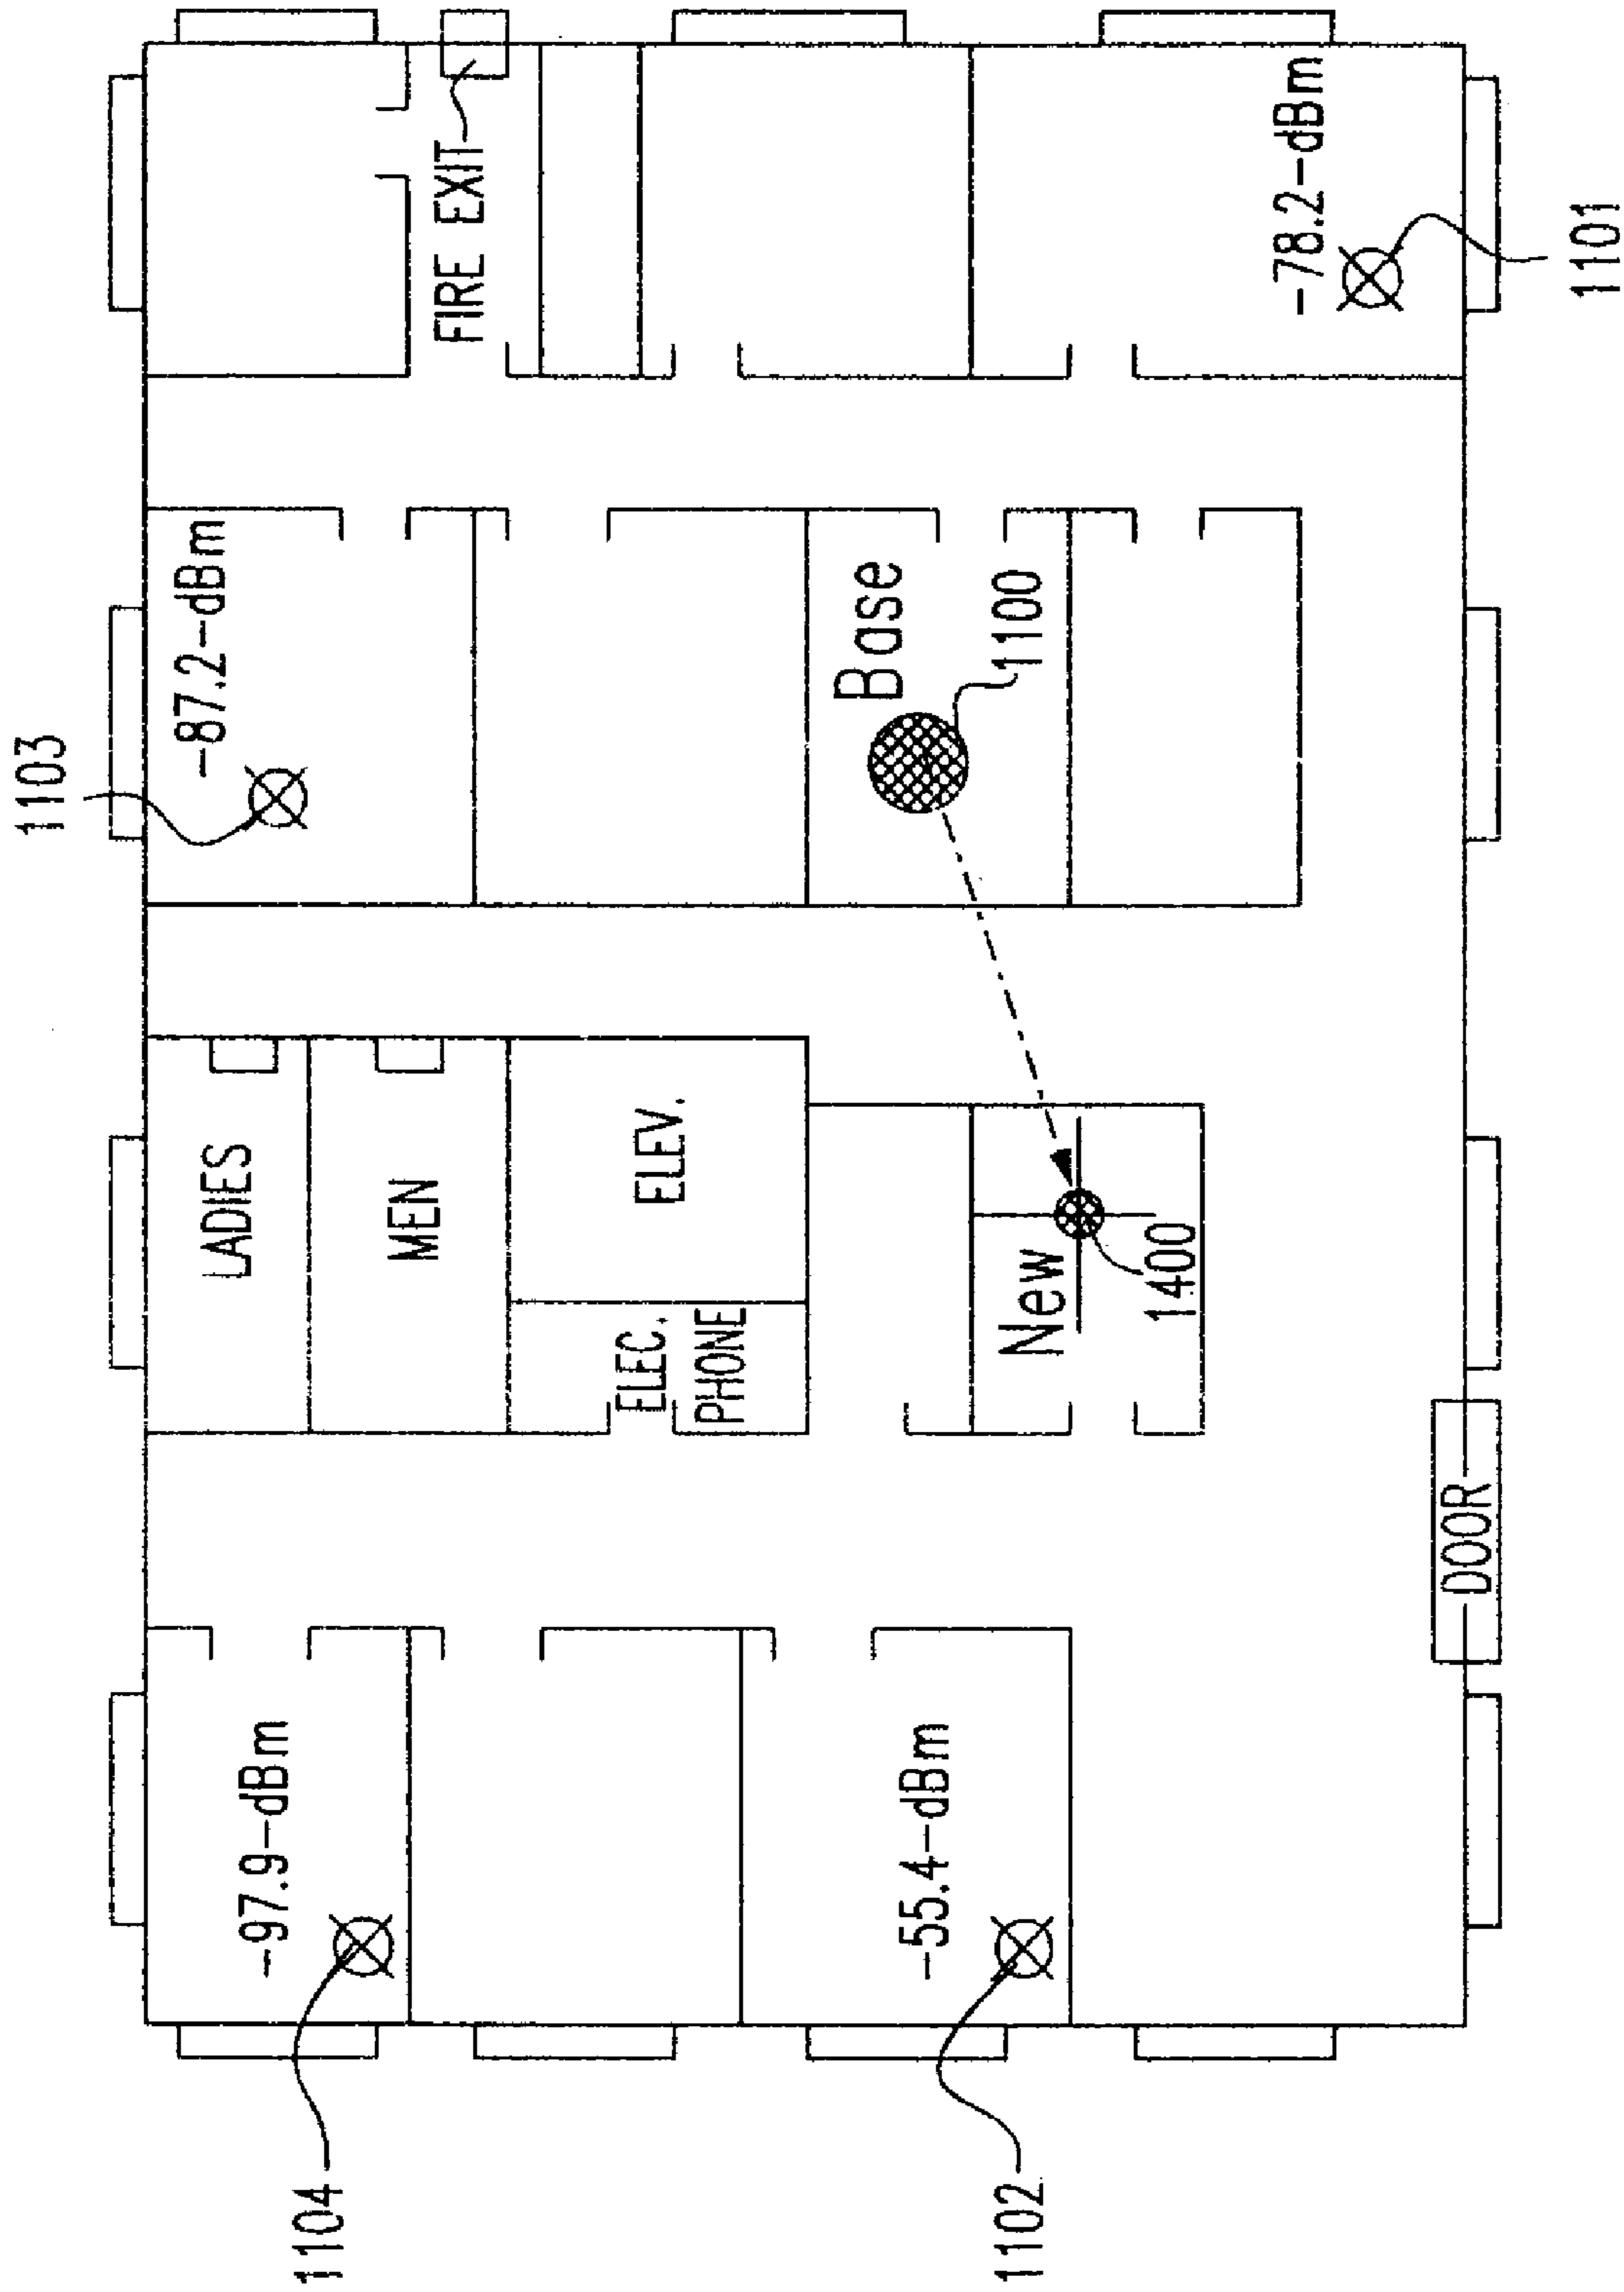 1103
-87.2-dBm
LADIES
-97.9-dBm
1104
MEN
FIRE EXIT
ELEC.
PHONE
ELEV.
Base
1100
-55.4-dBm
1102
New
1400
-78.2-dBm
DOOR
1101